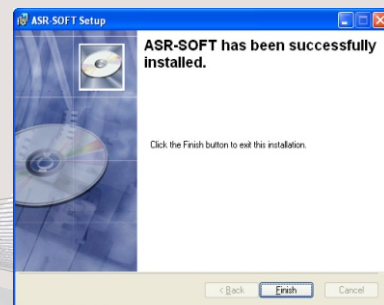 ASR-SOFT Setup
ASR-SOFT has been successfully
installed.
Click the Finish button to exit this installation.
< Back Finish Cancel